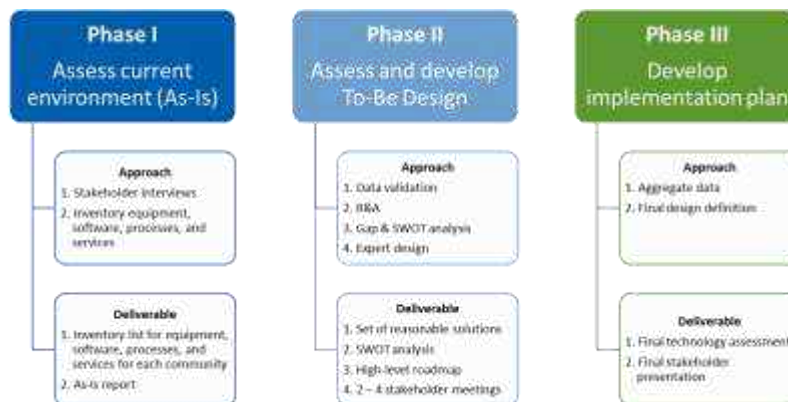 Phase I
Assess current
environment (As-Is)
Approach
1. Stakeholder interviews
2. Inventory equipment,
software, processes, and
services
Deliverable
1. Inventory list for equipment,
software, processes, and
services for each community
2. As-Is report
Phase II
Assess and develop
To-Be Design
Approach
1. Data validation
2. R&A
3. Gap & SWOT analysis
4. Expert design
Deliverable
1. Set of reasonable solutions
2. SWOT analysis
3. High-level roadmap
4. 2 – 4 stakeholder meetings
Phase III
Develop
implementation plan
Approach
1. Aggregate data
2. Final design definition
Deliverable
1. Final technology assessment
2. Final stakeholder
presentation